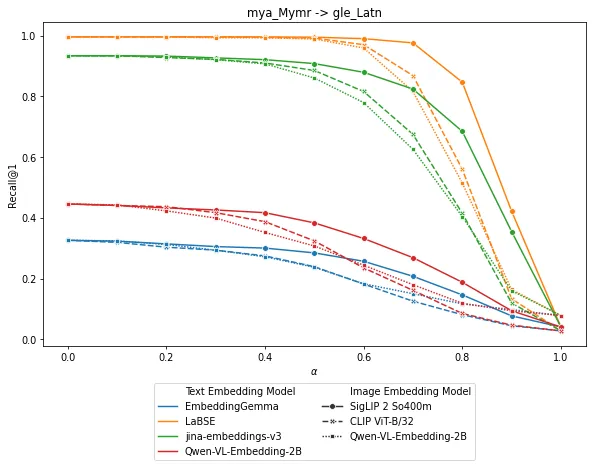 mya_Mymr -> gle_Latn
1.0
0.8
0.6
0.4
0.2
0.0
Recall@1
0.0 0.2 0.4 0.6 0.8 1.0
α
Text Embedding Model Image Embedding Model
EmbeddingGemma SigLIP 2 So400m
LaBSE CLIP ViT-B/32
jina-embeddings-v3 Qwen-VL-Embedding-2B
Qwen-VL-Embedding-2B